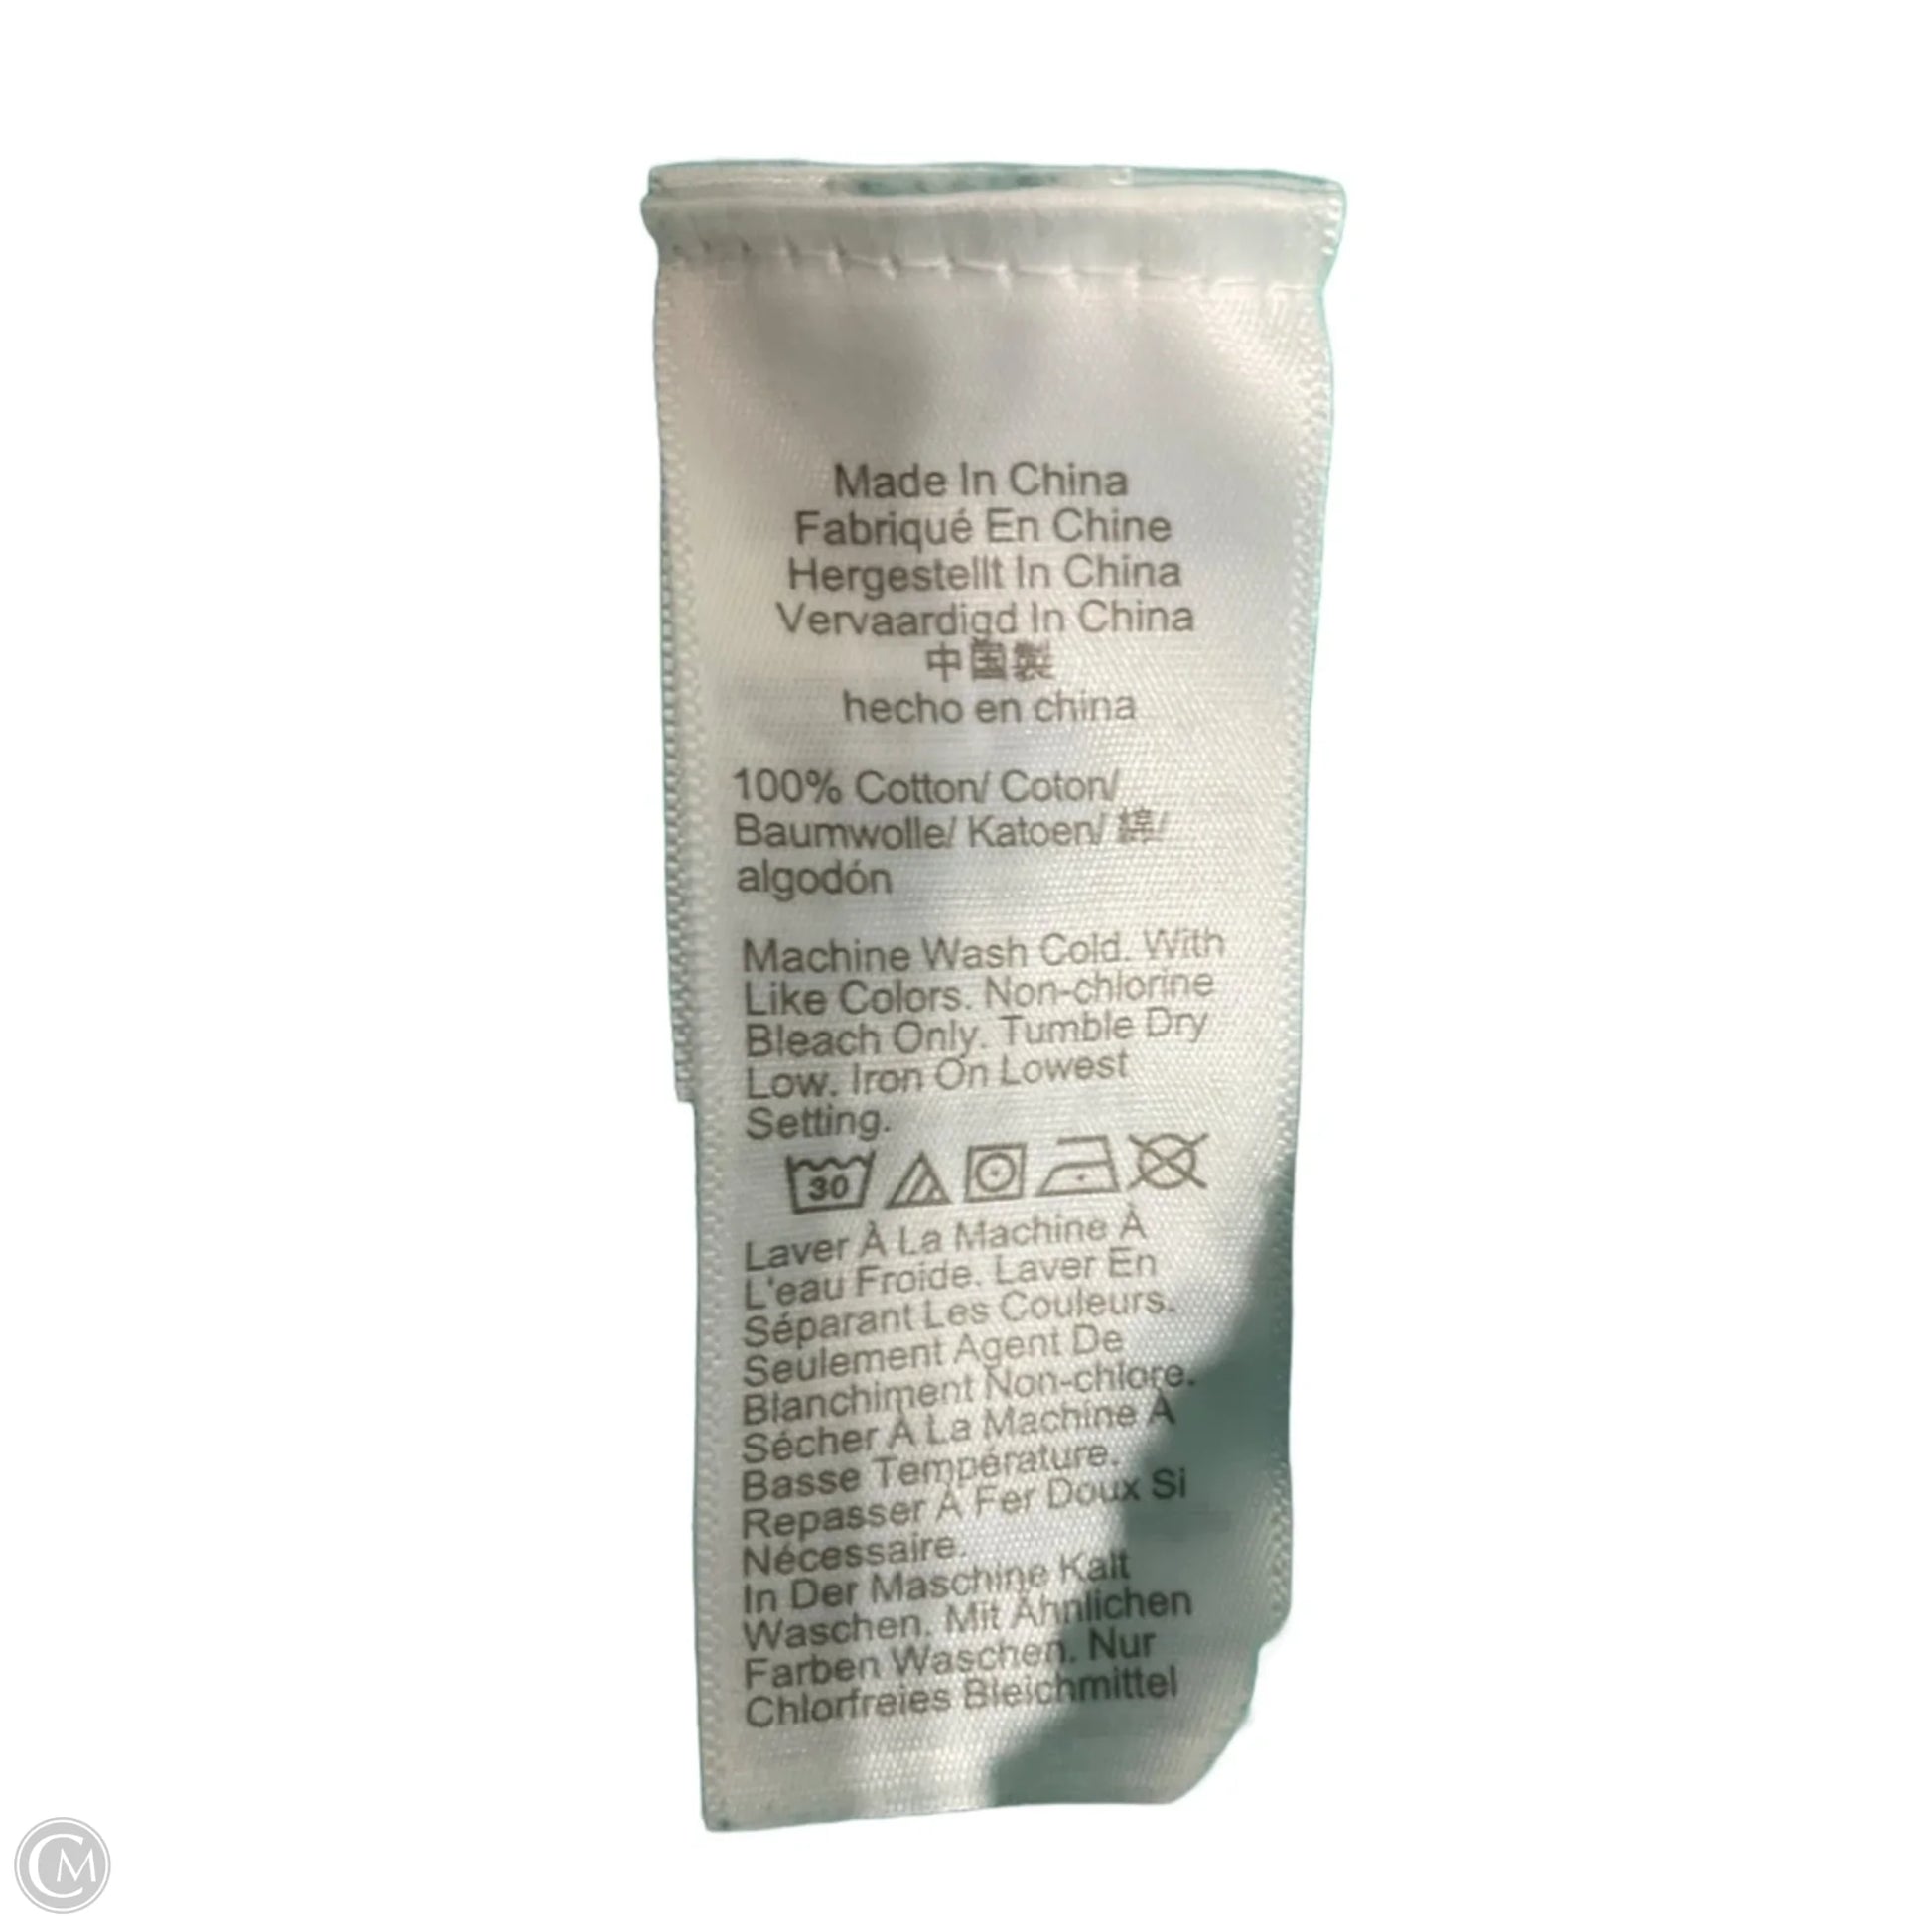 Made In China
Fabriqué En Chine
Hergestellt In China
Vervaardigd In China
中国製
hecho en china
100% Cotton/ Coton/
Baumwolle/ Katoen/ 綿/
algodón
Machine Wash Cold. With
Like Colors. Non-chlorine
Bleach Only. Tumble Dry
Low. Iron On Lowest
Setting.
30
Laver À La Machine À
L'eau Froide. Laver En
Séparant Les Couleurs.
Seulement Agent De
Blanchiment Non-chlore.
Sécher À La Machine À
Basse Température.
Repasser À Fer Doux Si
Nécessaire.
In Der Maschine Kalt
Waschen. Mit Ähnlichen
Farben Waschen. Nur
Chlorfreies Bleichmittel
CM